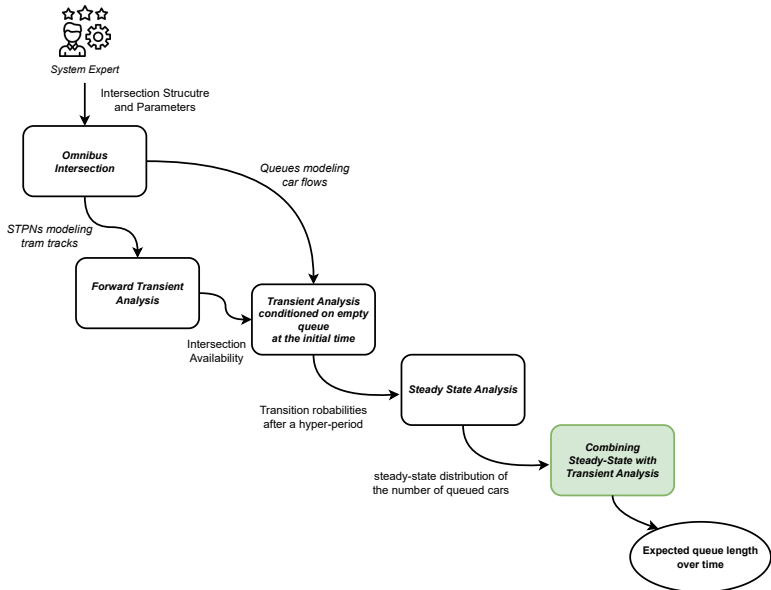 System Expert
Intersection Strucutre
and Parameters
Omnibus
Intersection
Queues modeling
car flows
STPNs modeling
tram tracks
Forward Transient
Analysis
Transient Analysis
conditioned on empty
queue
at the initial time
Intersection
Availability
Steady State Analysis
Transition robabilities
after a hyper-period
Combining
Steady-State with
Transient Analysis
steady-state distribution of
the number of queued cars
Expected queue length
over time